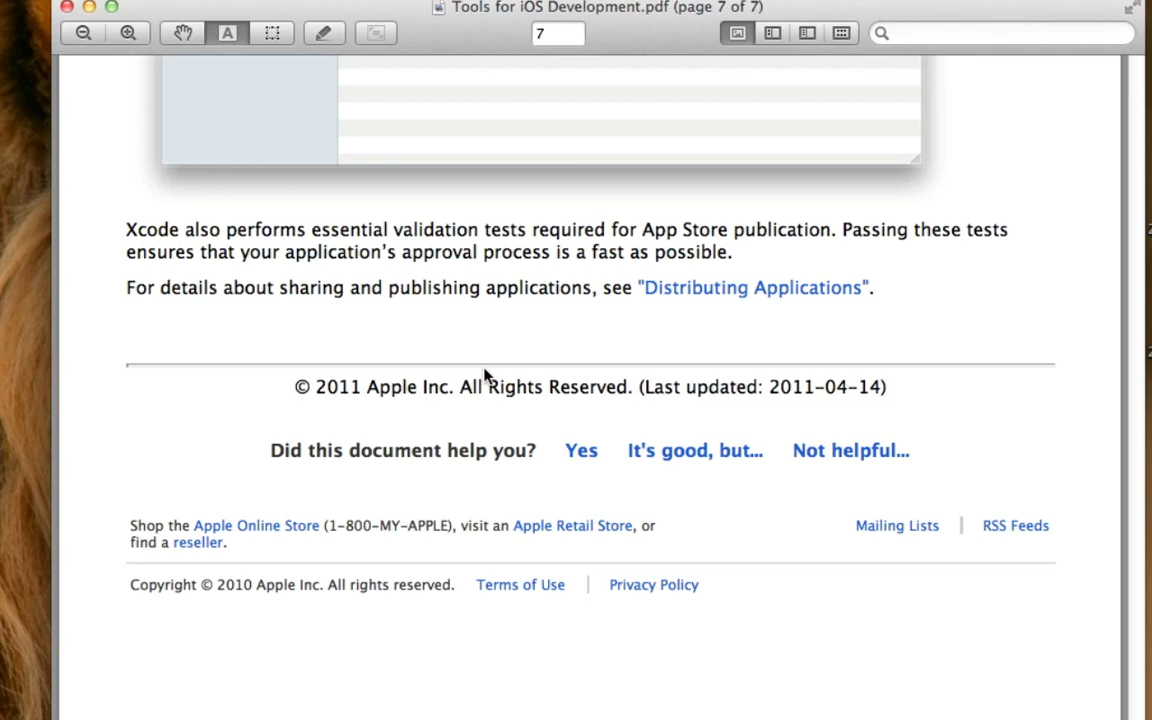 Tools for iOS Development.pdf (page 7 of 7)
7
Xcode also performs essential validation tests required for App Store publication. Passing these tests
ensures that your application's approval process is a fast as possible.
For details about sharing and publishing applications, see "Distributing Applications".
© 2011 Apple Inc. All Rights Reserved. (Last updated: 2011-04-14)
Did this document help you? Yes It's good, but... Not helpful...
Shop the Apple Online Store (1-800-MY-APPLE), visit an Apple Retail Store, or
find a reseller.
Mailing Lists | RSS Feeds
Copyright © 2010 Apple Inc. All rights reserved. Terms of Use | Privacy Policy